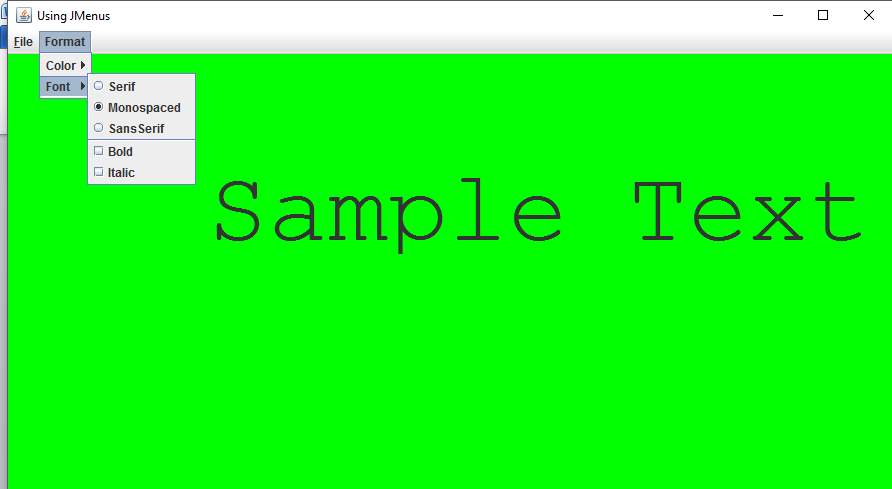 Using JMenus
File Format
Color
Font
Serif
Monospaced
SansSerif
Bold
Italic
Sample Text